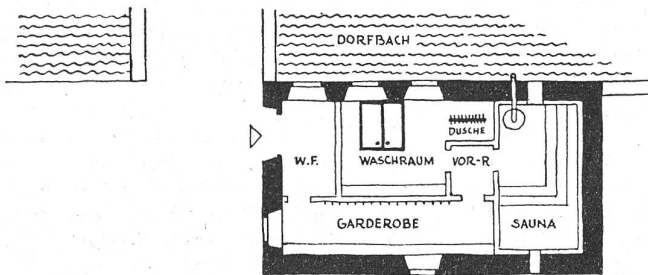 DORFBACH
DUSCHE
W.F.
WASCHRAUM
VOR-R
GARDEROBE
SAUNA